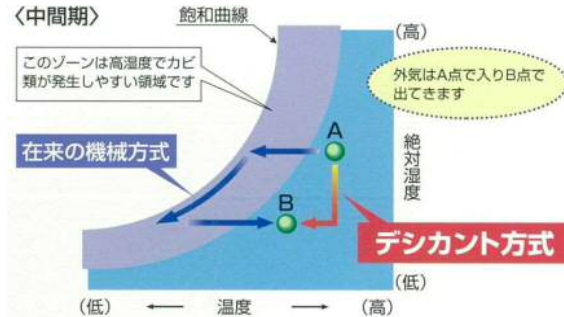 〈中間期〉
飽和曲線
このゾーンは高湿度でカビ
類が発生しやすい領域です
(高)
外気はA点で入りB点で
出てきます
A
在来の機械方式
絶対湿度
B
デシカント方式
(低)
(低) ← 温度 → (高)